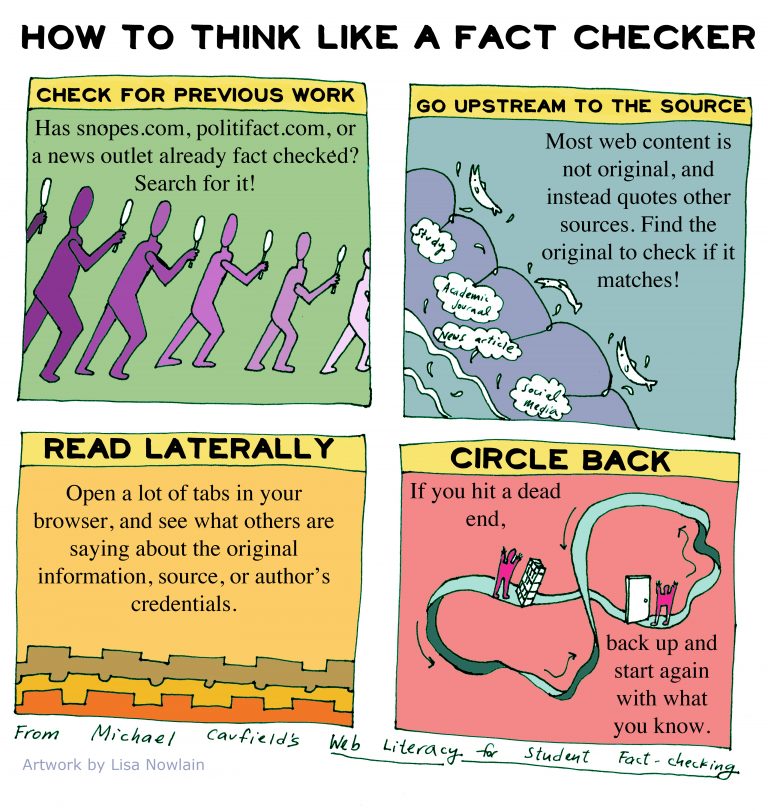 HOW TO THINK LIKE A FACT CHECKER
CHECK FOR PREVIOUS WORK
Has snopes.com, politifact.com, or
a news outlet already fact checked?
Search for it!
GO UPSTREAM TO THE SOURCE
Most web content is
not original, and
instead quotes other
sources. Find the
original to check if it
matches!
Study
Academic
Journal
News article
Social
media
READ LATERALLY
Open a lot of tabs in your
browser, and see what others are
saying about the original
information, source, or author's
credentials.
CIRCLE BACK
If you hit a dead
end,
back up and
start again
with what
you know.
From Michael Caufield's Web Literacy for Student Fact-checking
Artwork by Lisa Nowlain